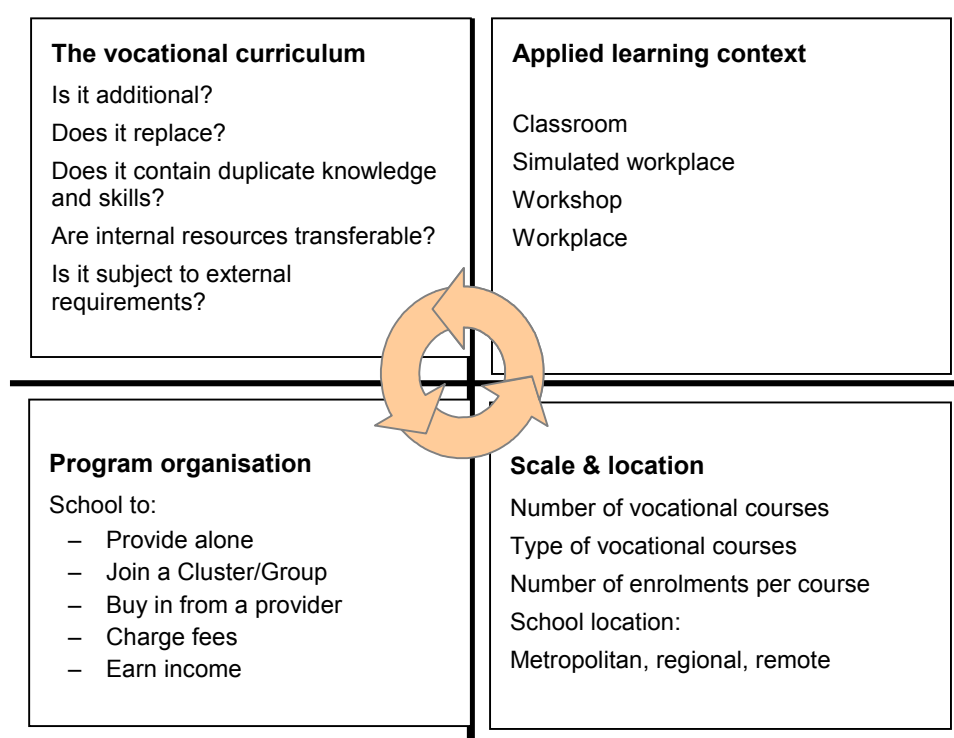 The vocational curriculum
Is it additional?
Does it replace?
Does it contain duplicate knowledge
and skills?
Are internal resources transferable?
Is it subject to external
requirements?
Applied learning context
Classroom
Simulated workplace
Workshop
Workplace
Program organisation
School to:
– Provide alone
– Join a Cluster/Group
– Buy in from a provider
– Charge fees
– Earn income
Scale & location
Number of vocational courses
Type of vocational courses
Number of enrolments per course
School location:
Metropolitan, regional, remote